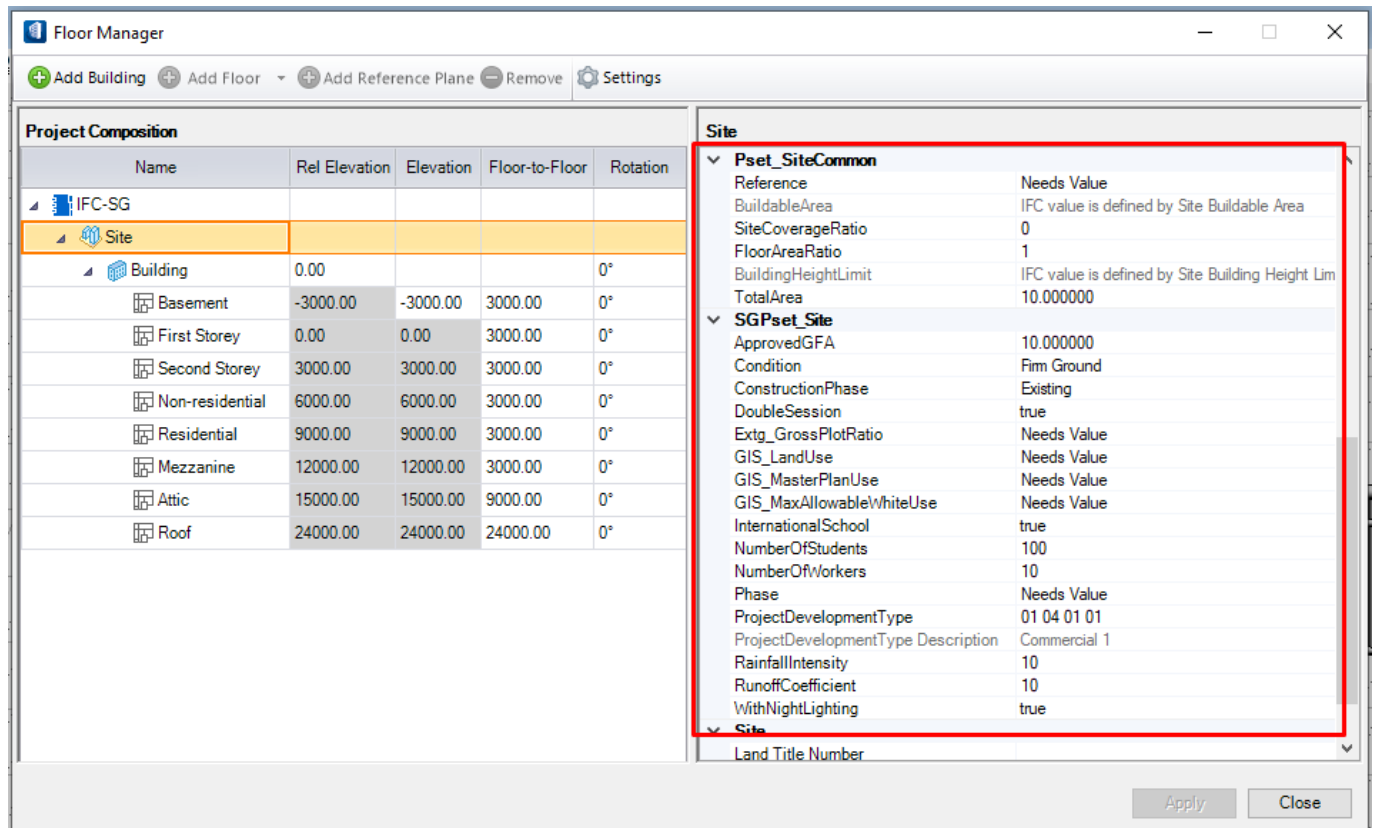 Floor Manager
Add Building Add Floor Add Reference Plane Remove Settings
Project Composition
Name Rel Elevation Elevation Floor-to-Floor Rotation
IFC-SG
Site
Building 0.00 0°
Basement -3000.00 -3000.00 3000.00 0°
First Storey 0.00 0.00 3000.00 0°
Second Storey 3000.00 3000.00 3000.00 0°
Non-residential 6000.00 6000.00 3000.00 0°
Residential 9000.00 9000.00 3000.00 0°
Mezzanine 12000.00 12000.00 3000.00 0°
Attic 15000.00 15000.00 9000.00 0°
Roof 24000.00 24000.00 24000.00 0°
Site
Pset_SiteCommon
Reference Needs Value
BuildableArea IFC value is defined by Site Buildable Area
SiteCoverageRatio 0
FloorAreaRatio 1
BuildingHeightLimit IFC value is defined by Site Building Height Lim
TotalArea 10.000000
SGPset_Site
ApprovedGFA 10.000000
Condition Firm Ground
ConstructionPhase Existing
DoubleSession true
Extg_GrossPlotRatio Needs Value
GIS_LandUse Needs Value
GIS_MasterPlanUse Needs Value
GIS_MaxAllowableWhiteUse Needs Value
InternationalSchool true
NumberOfStudents 100
NumberOfWorkers 10
Phase Needs Value
ProjectDevelopmentType 01 04 01 01
ProjectDevelopmentType Description Commercial 1
RainfallIntensity 10
RunoffCoefficient 10
WithNightLighting true
Site
Land Title Number
Apply Close